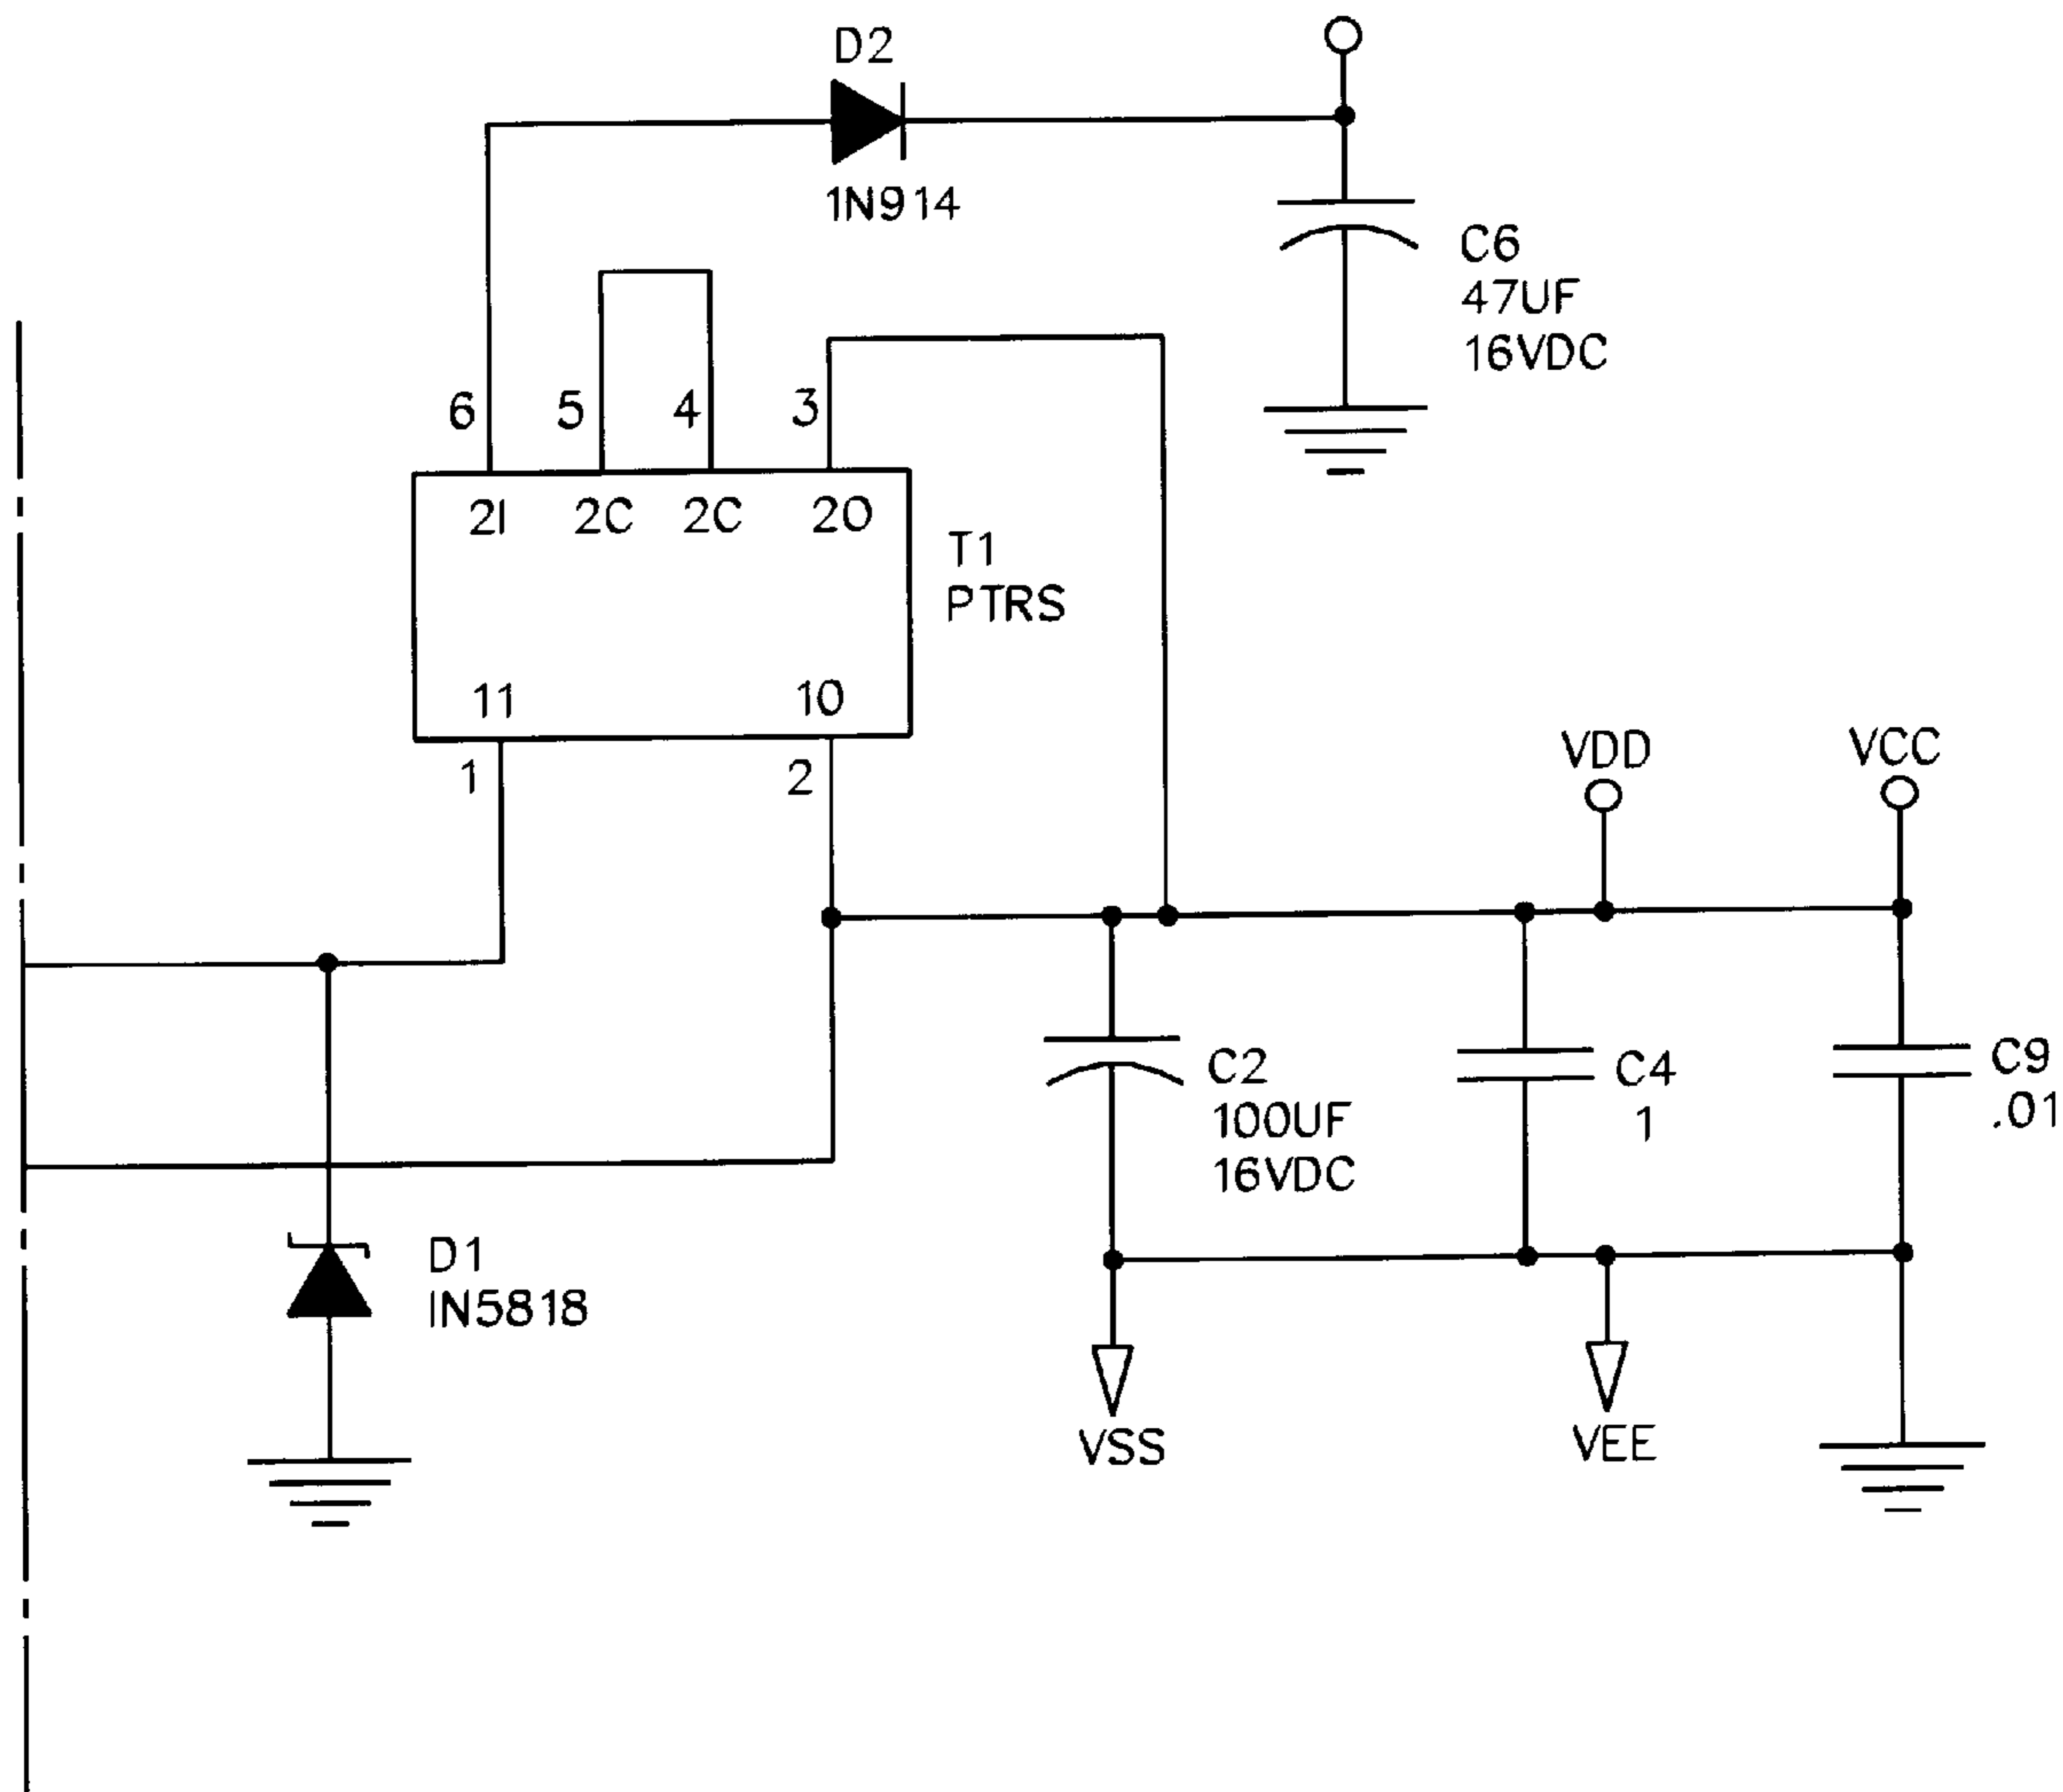 D2
1N914
C6
47UF
16VDC
6 5 4 3
2I 2C 2C 2O
T1
PTRS
11 10
1 2
VDD VCC
C2
100UF
16VDC
C4
1
C9
.01
D1
IN5818
VSS VEE